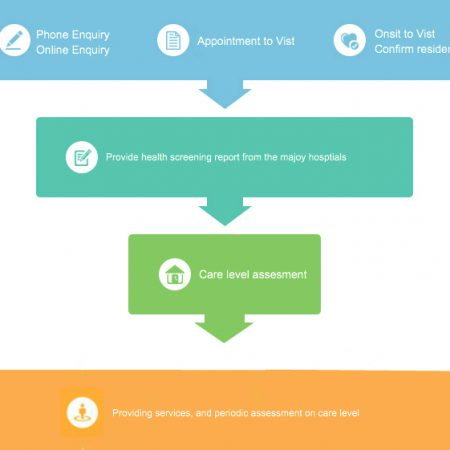 Phone Enquiry
Online Enquiry
Appointment to Vist
Onsit to Vist
Confirm
Provide health screening report from the majoy hosptials
Care level assesment
Providing services, and periodic assessment on care level